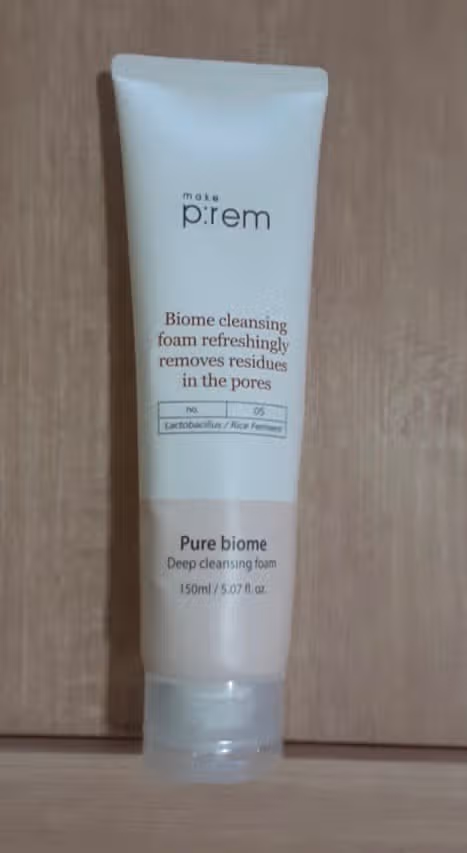 make
p:rem
Biome cleansing
foam refreshingly
removes residues
in the pores
no. 05
Lactobacillus / Rice Ferment
Pure biome
Deep cleansing foam
150ml / 5.07 fl. oz.